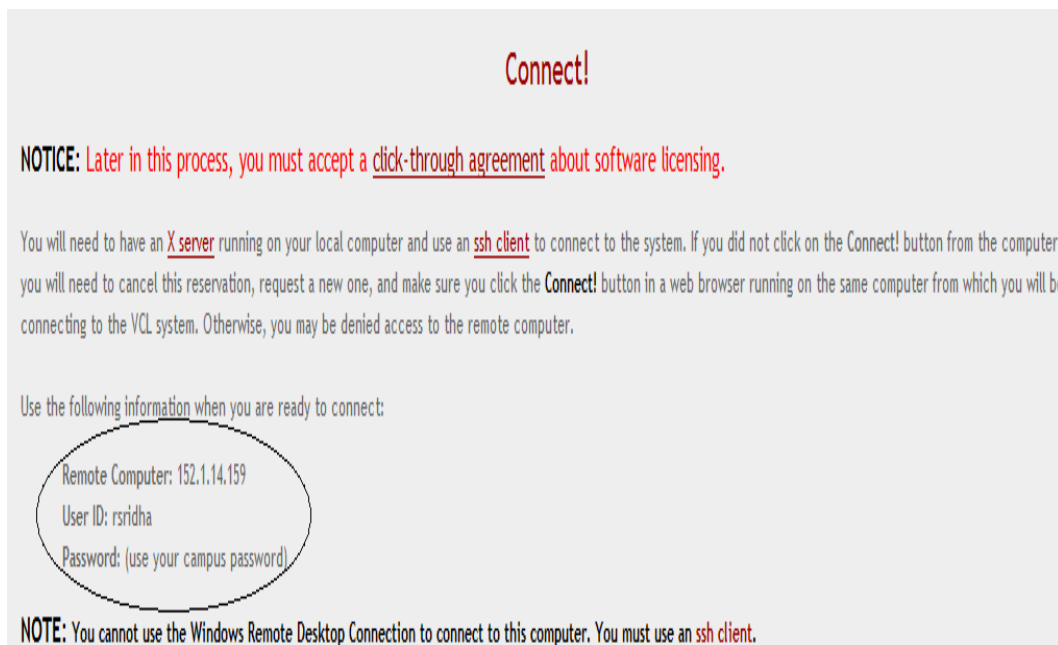 Connect!
NOTICE: Later in this process, you must accept a click-through agreement about software licensing.
You will need to have an X server running on your local computer and use an ssh client to connect to the system. If you did not click on the Connect! button from the computer
you will need to cancel this reservation, request a new one, and make sure you click the Connect! button in a web browser running on the same computer from which you will be
connecting to the VCL system. Otherwise, you may be denied access to the remote computer.
Use the following information when you are ready to connect:
Remote Computer: 152.1.14.159
User ID: rsridha
Password: (use your campus password)
NOTE: You cannot use the Windows Remote Desktop Connection to connect to this computer. You must use an ssh client.